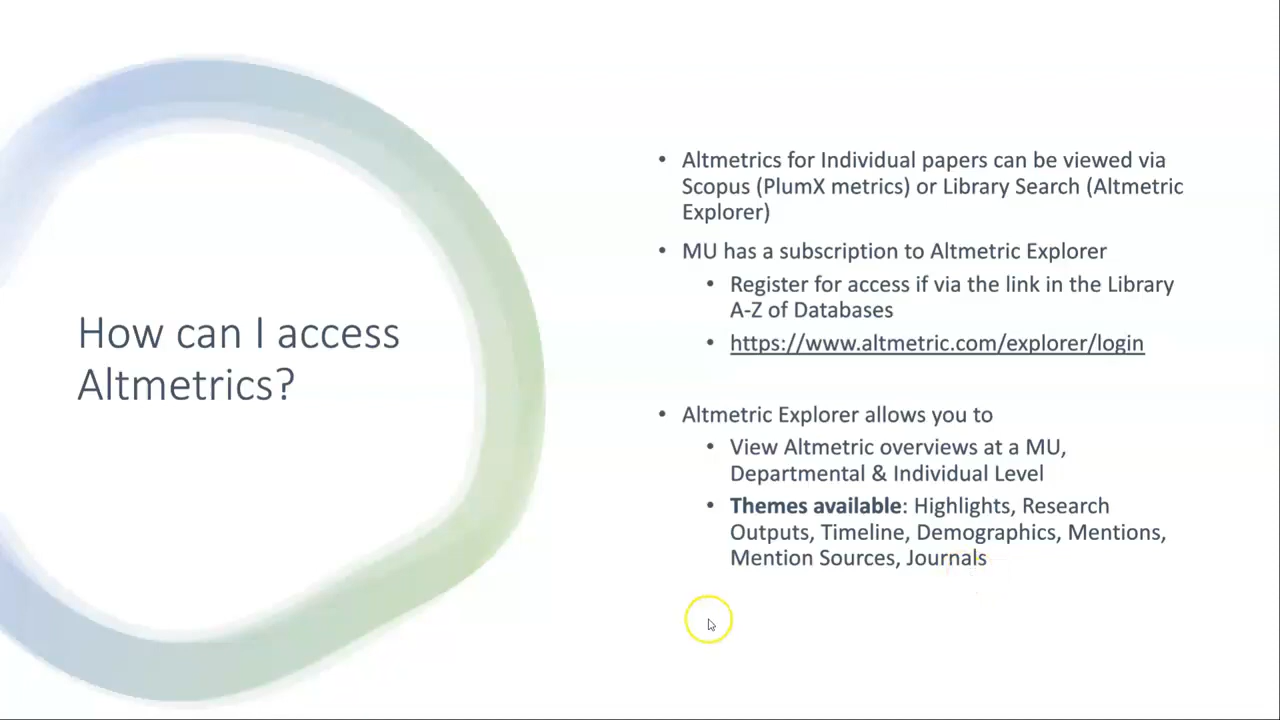 How can I access
Altmetrics?
• Altmetrics for Individual papers can be viewed via
Scopus (PlumX metrics) or Library Search (Altmetric
Explorer)
• MU has a subscription to Altmetric Explorer
• Register for access if via the link in the Library
A-Z of Databases
• https://www.altmetric.com/explorer/login
• Altmetric Explorer allows you to
• View Altmetric overviews at a MU,
Departmental & Individual Level
• Themes available: Highlights, Research
Outputs, Timeline, Demographics, Mentions,
Mention Sources, Journals